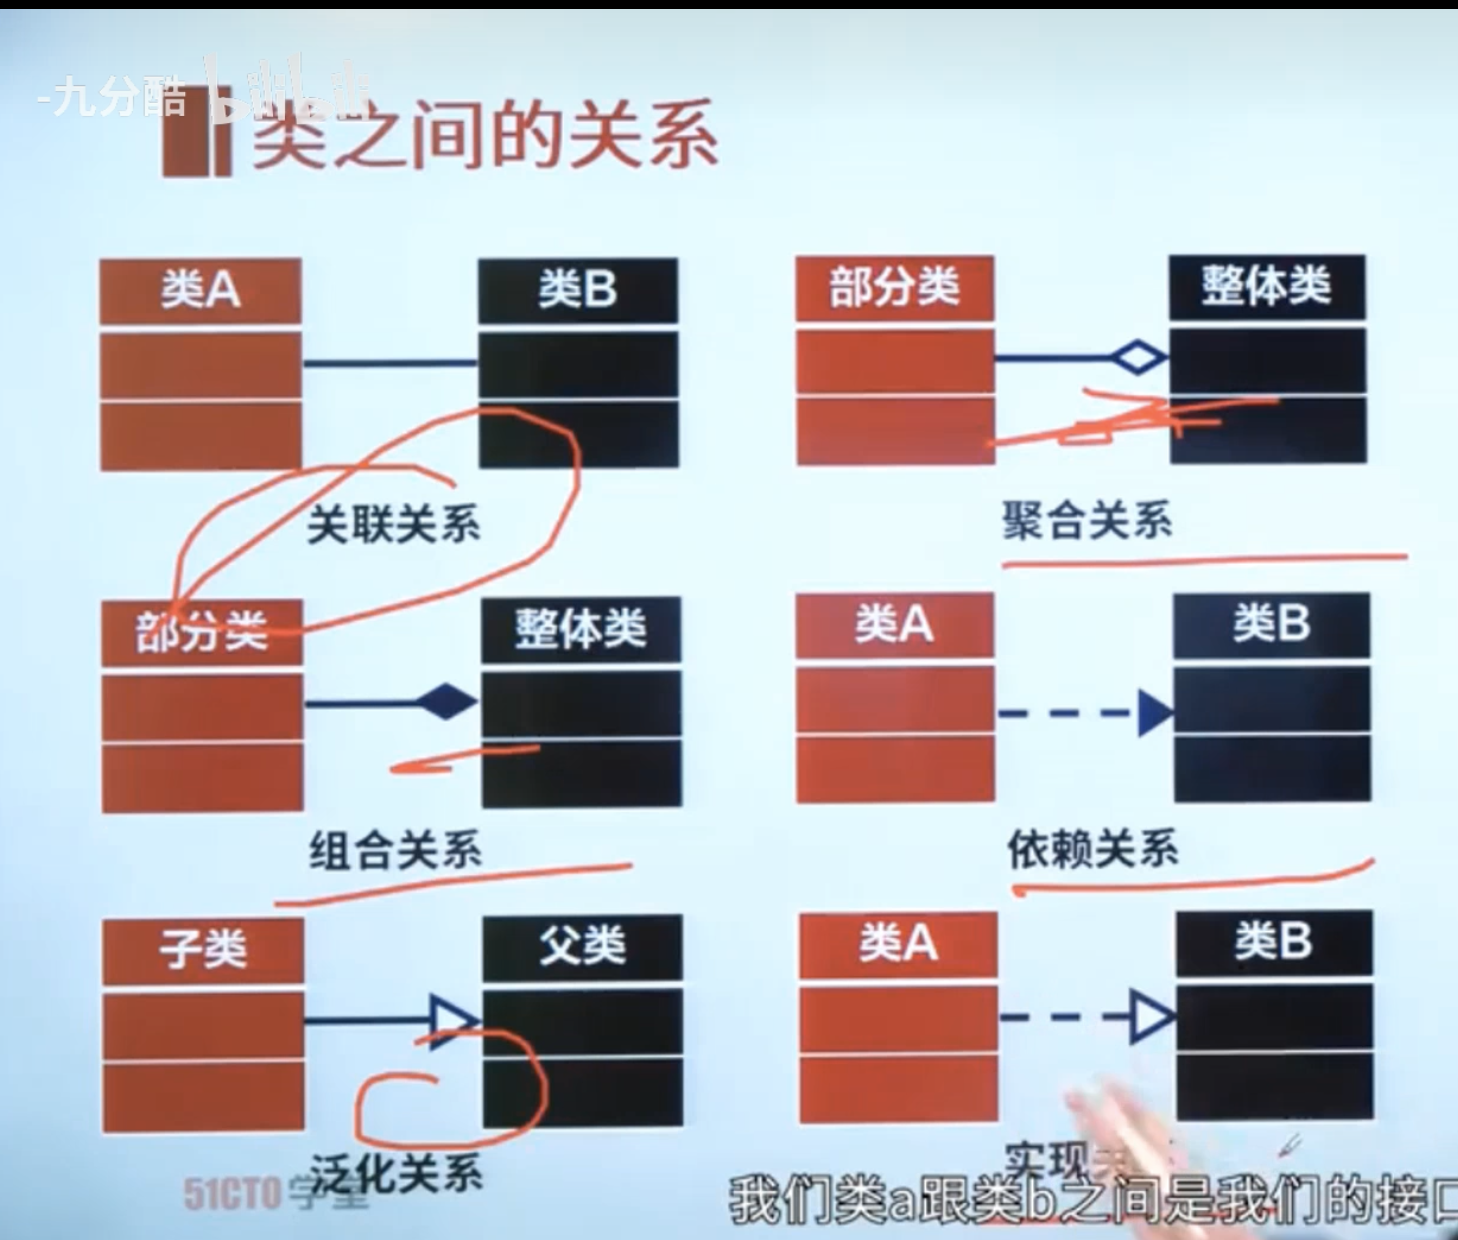 -九分酷 bilibili
类之间的关系
类A 类B
部分类 整体类
关联关系
聚合关系
部分类 整体类
类A 类B
组合关系
依赖关系
子类 父类
类A 类B
泛化关系
实现
51CTO学堂
我们类a跟类b之间是我们的接口